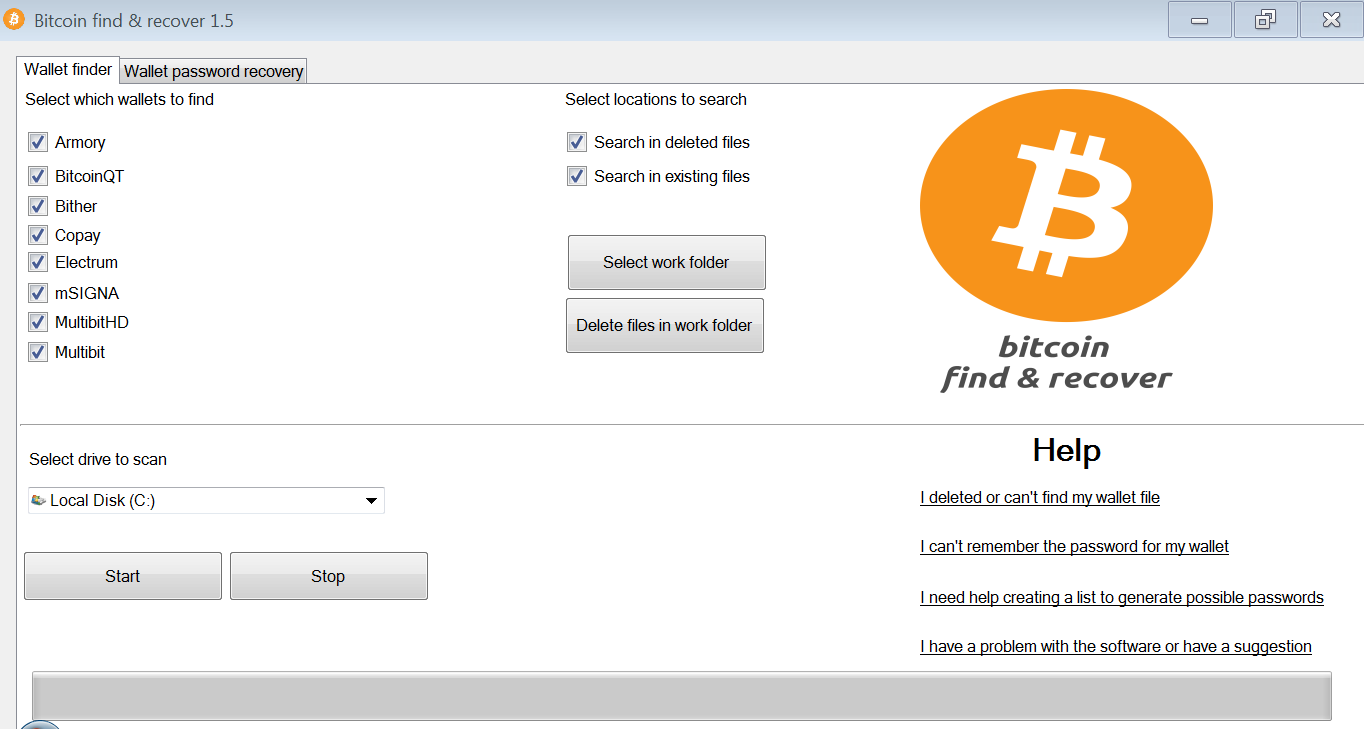 Bitcoin find & recover 1.5
Wallet finder
Wallet password recovery
Select which wallets to find
Armory
BitcoinQT
Bither
Copay
Electrum
mSIGNA
MultibitHD
Multibit
Select locations to search
Search in deleted files
Search in existing files
Select work folder
Delete files in work folder
bitcoin
find & recover
Select drive to scan
Local Disk (C:)
Start
Stop
Help
I deleted or can't find my wallet file
I can't remember the password for my wallet
I need help creating a list to generate possible passwords
I have a problem with the software or have a suggestion